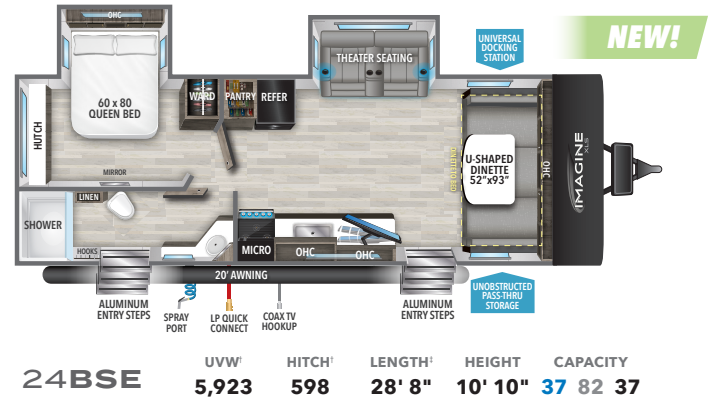 OHC
NEW!
UNIVERSAL
DOCKING
STATION
THEATER SEATING
60 x 80
QUEEN BED
WARD
PANTRY
REFER
HUTCH
U-SHAPED
DINETTE
52"x93"
OHC
IMAGINE
XLS
MIRROR
LINEN
SHOWER
HOOKS
MICRO
OHC
OHC
20' AWNING
ALUMINUM
ENTRY STEPS
SPRAY
PORT
LP QUICK
CONNECT
COAX TV
HOOKUP
ALUMINUM
ENTRY STEPS
UNOBSTRUCTED
PASS-THRU
STORAGE
24BSE
UVW† HITCH‡ LENGTH‡ HEIGHT CAPACITY
5,923 598 28' 8" 10' 10" 37 82 37